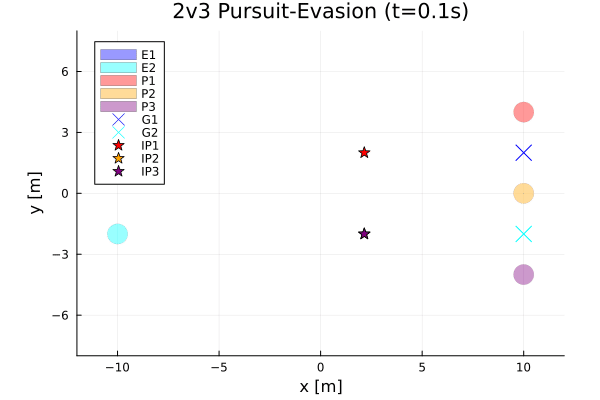 2v3 Pursuit-Evasion (t=0.1s)
E1
E2
P1
P2
P3
G1
G2
IP1
IP2
IP3
6
3
0
−3
−6
y [m]
−10
−5
0
5
10
x [m]